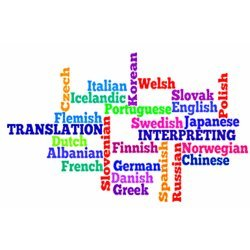 Czech
Italian
Korean
Welsh
Icelandic
Slovak
Polish
Portuguese
English
Flemish
Swedish
Japanese
TRANSLATION
INTERPRETING
Dutch
Slovenian
Finnish
Norwegian
Albanian
Spanish
Russian
French
German
Chinese
Danish
Greek